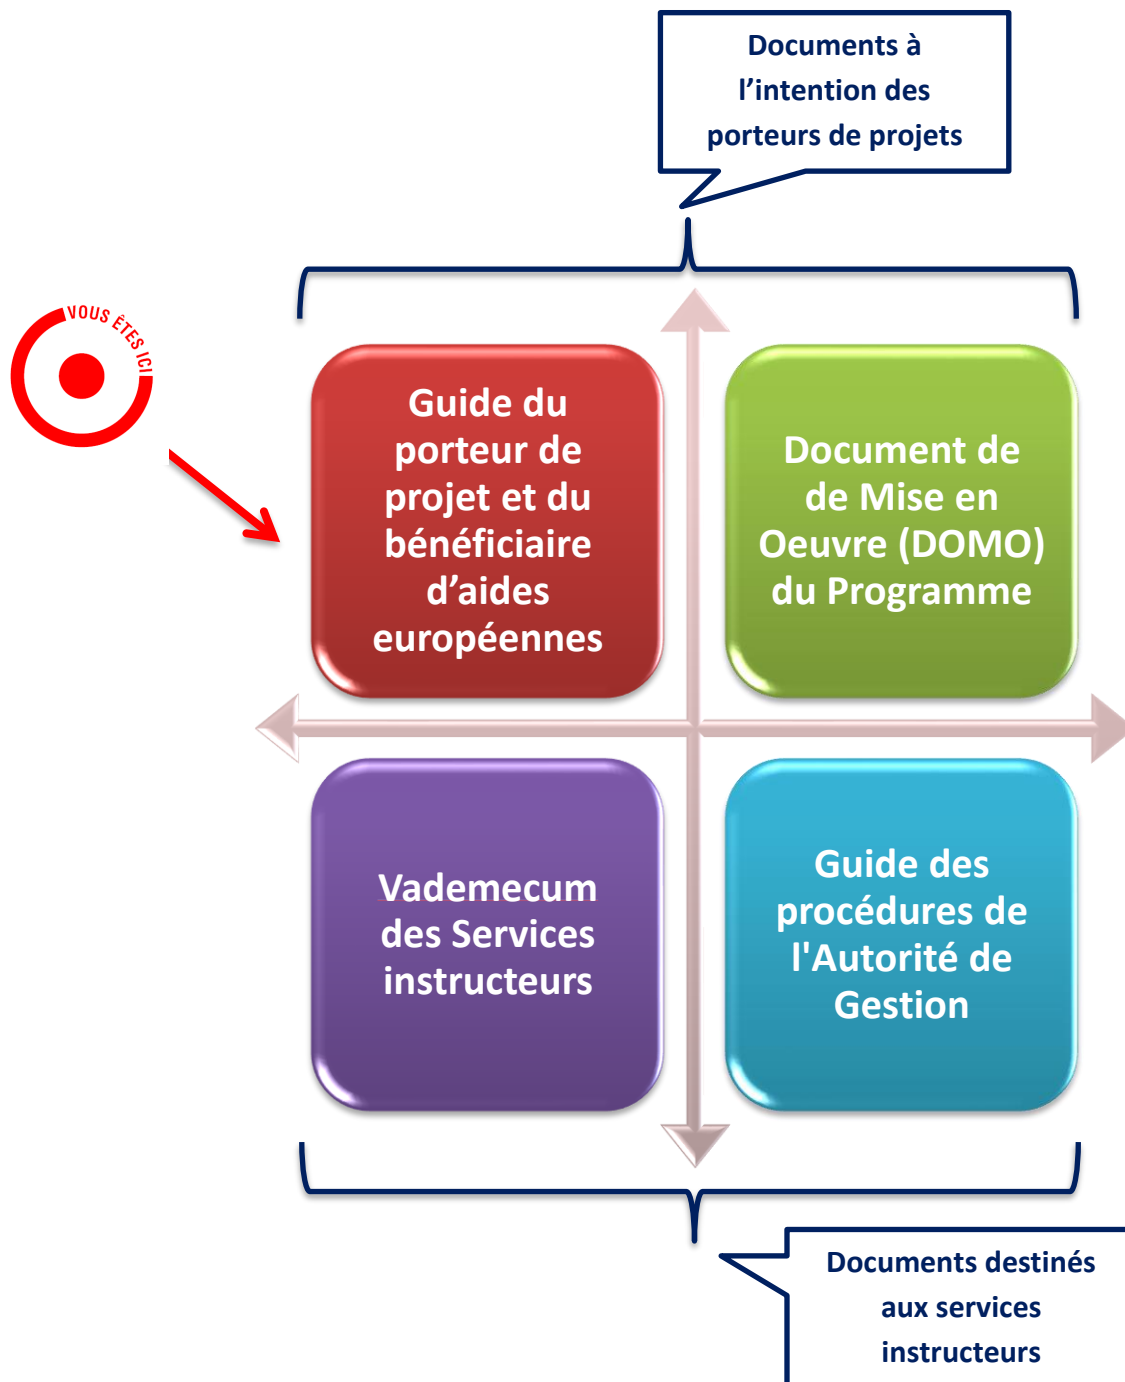 Documents à
l’intention des
porteurs de projets
VOUS ÊTES ICI
Guide du
porteur de
projet et du
bénéficiaire
d’aides
européennes
Document de
de Mise en
Oeuvre (DOMO)
du Programme
Vademecum
des Services
instructeurs
Guide des
procédures de
l'Autorité de
Gestion
Documents destinés
aux services
instructeurs